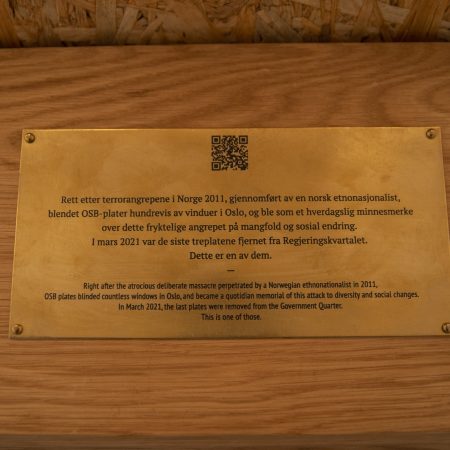 Rett etter terrorangrepene i Norge 2011, gjennomført av en norsk etnonasjonalist,
blendet OSB-plater hundrevis av vinduer i Oslo, og ble som et hverdagslig minnesmerke
over dette fryktelige angrepet på mangfold og sosial endring.
I mars 2021 var de siste treplatene fjernet fra Regjeringskvartalet.
Dette er en av dem.
—
Right after the atrocious deliberate massacre perpetrated by a Norwegian ethnonationalist in 2011,
OSB plates blinded countless windows in Oslo, and became a quotidian memorial of this attack to diversity and social changes.
In March 2021, the last plates were removed from the Government Quarter.
This is one of those.